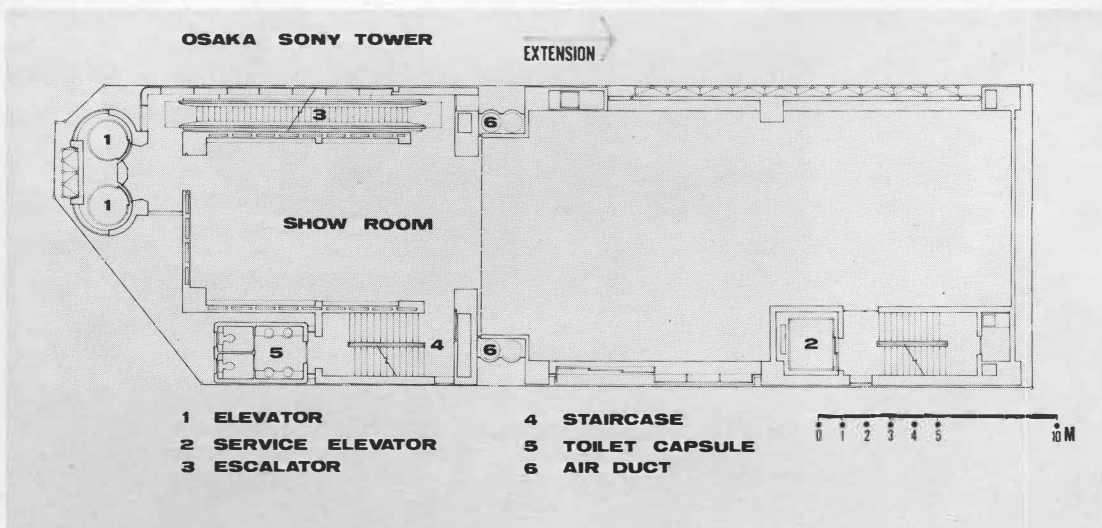 OSAKA SONY TOWER
EXTENSION
3
6
1
1
SHOW ROOM
5
4
6
2
1 ELEVATOR
2 SERVICE ELEVATOR
3 ESCALATOR
4 STAIRCASE
5 TOILET CAPSULE
6 AIR DUCT
0 1 2 3 4 5 10 M